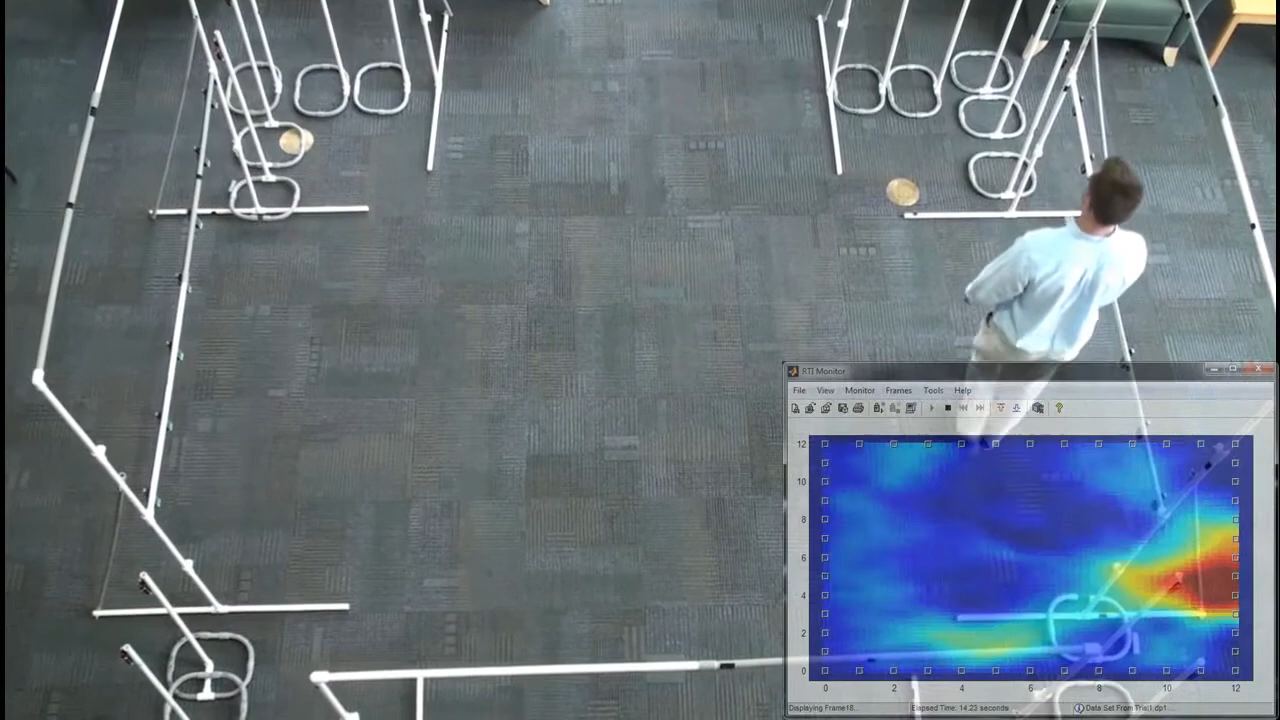 RTI Monitor
File View Monitor Frames Tools Help
12
10
8
6
4
2
0
0 2 4 6 8 10 12
Displaying Frame18... Elapsed Time: 14.23 seconds Data Set From Trial1.dp1